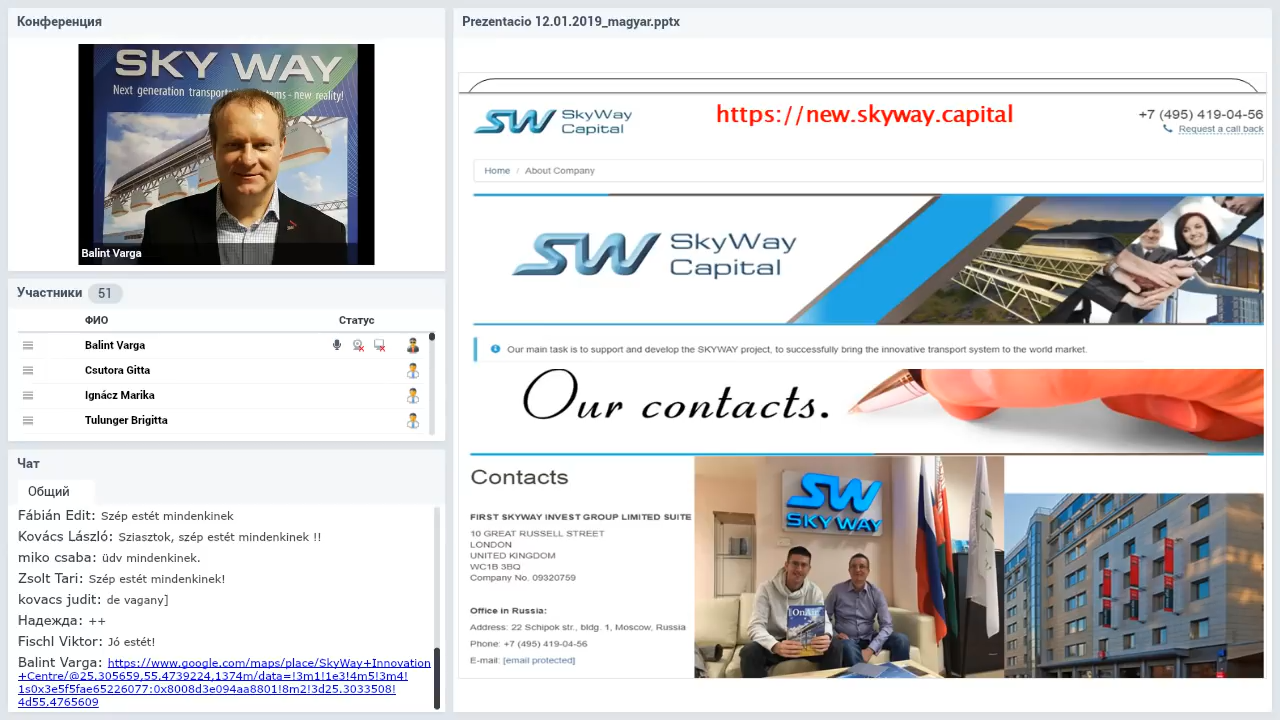 Конференция
SKY WAY
Next generation transportation systems - new reality!
Balint Varga
Участники 51
ФИО Статус
Balint Varga
Csutora Gitta
Ignácz Marika
Tulunger Brigitta
Чат
Общий
Fábián Edit: Szép estét mindenkinek
Kovács László: Sziasztok, szép estét mindenkinek !!
miko csaba: üdv mindenkinek.
Zsolt Tari: Szép estét mindenkinek!
kovacs judit: de vagany]
Надежда: ++
Fischl Viktor: Jó estét!
Balint Varga: https://www.google.com/maps/place/SkyWay+Innovation
+Centre/@25.305659,55.4739224,1374m/data=!3m1!1e3!4m5!3m4!
1s0x3e5f5fae65226077:0x8008d3e094aa8801!8m2!3d25.3033508!
4d55.4765609
Prezentacio 12.01.2019_magyar.pptx
SW SkyWay
Capital
https://new.skyway.capital
+7 (495) 419-04-56
Request a call back
Home / About Company
SW SkyWay
Capital
Our main task is to support and develop the SKYWAY project, to successfully bring the innovative transport system to the world market.
Our contacts.
Contacts
FIRST SKYWAY INVEST GROUP LIMITED SUITE
10 GREAT RUSSELL STREET
LONDON
UNITED KINGDOM
WC1B 3BQ
Company No. 09320759
Office in Russia:
Address: 22 Schipok str., bldg. 1, Moscow, Russia
Phone: +7 (495) 419-04-56
E-mail: [email protected]
SW
SKYWAY
OnAir